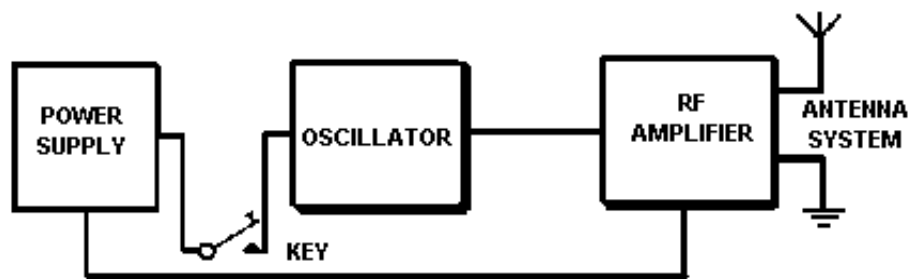 POWER
SUPPLY
OSCILLATOR
RF
AMPLIFIER
ANTENNA
SYSTEM
KEY